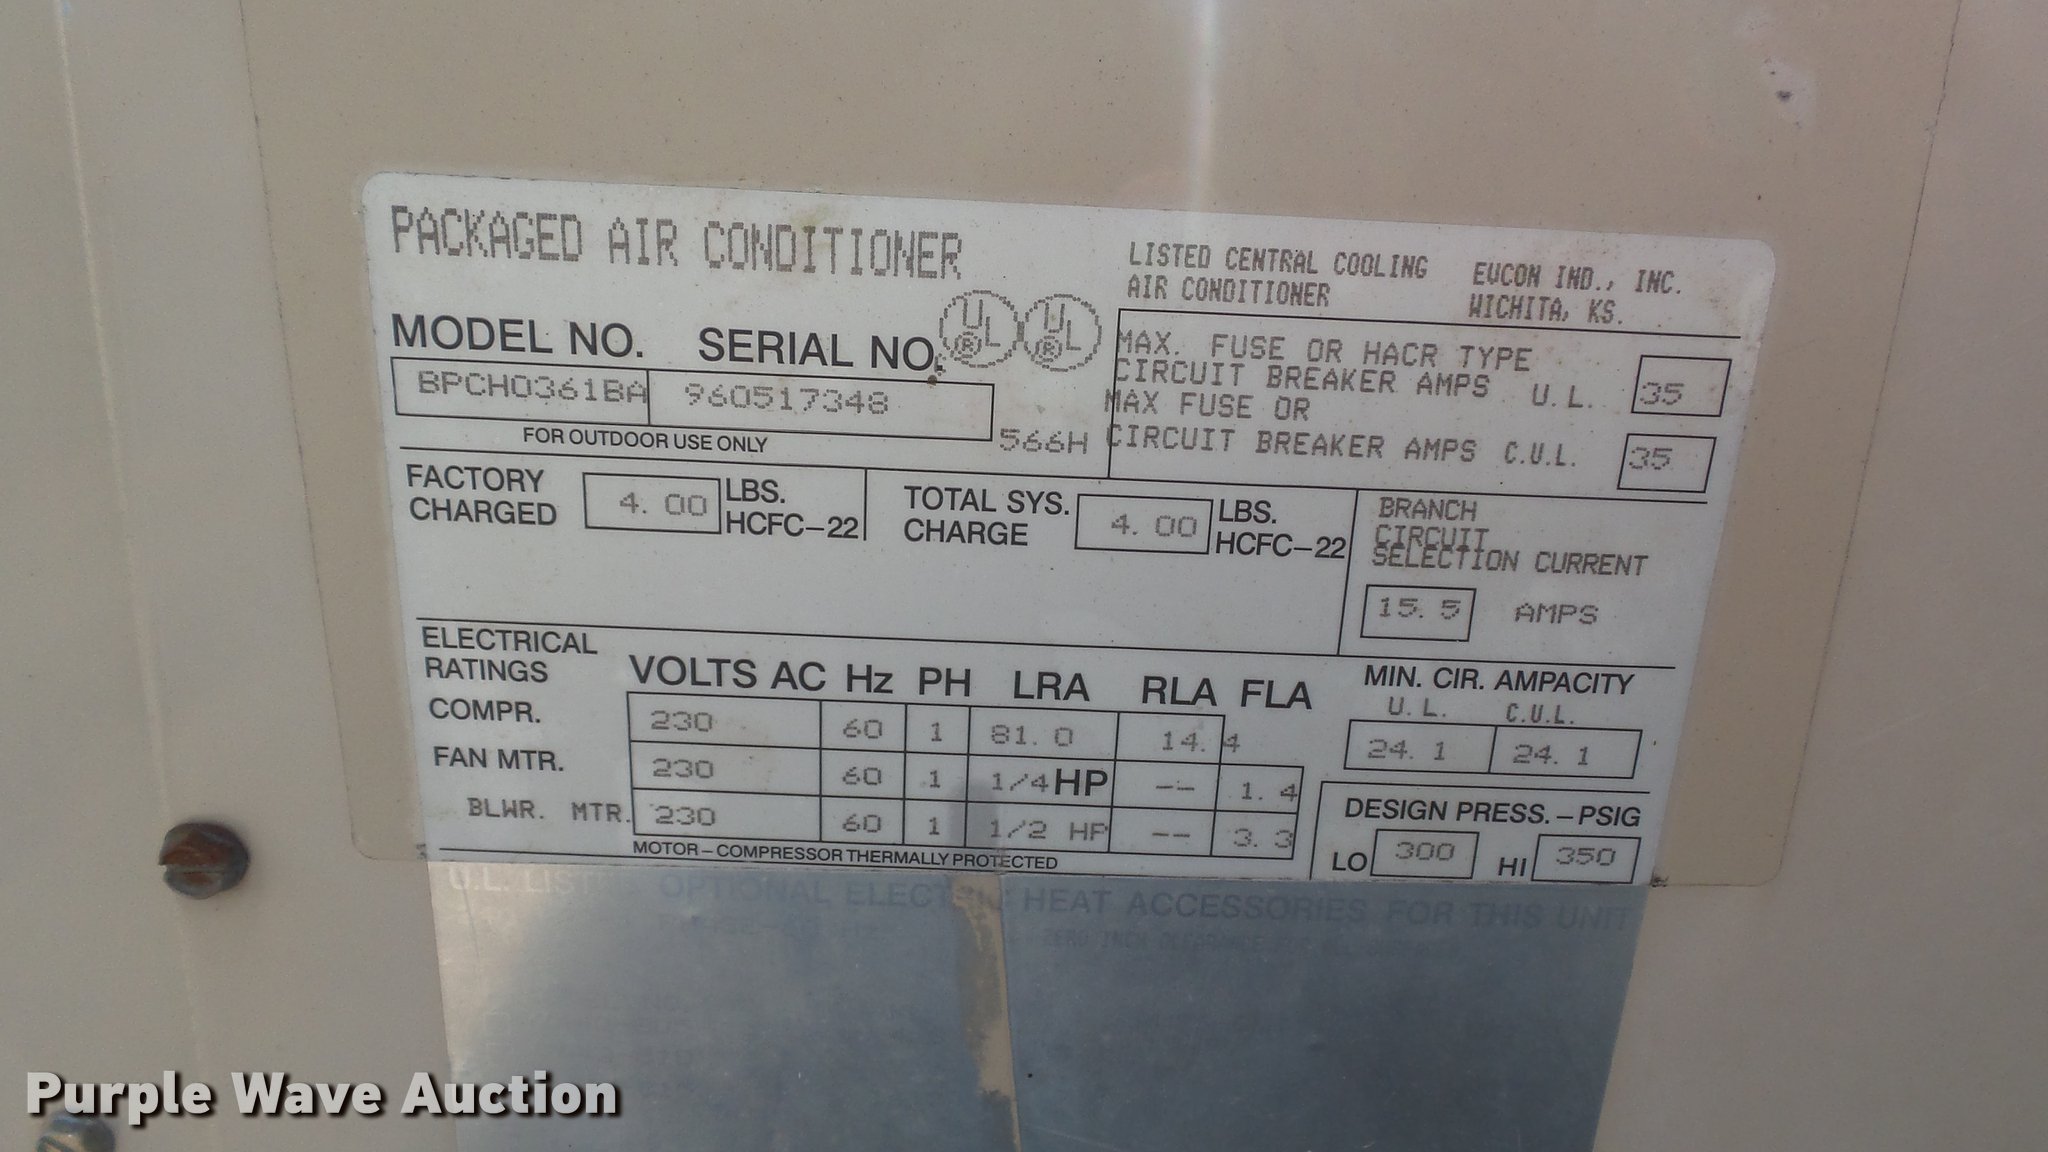 PACKAGED AIR CONDITIONER
LISTED CENTRAL COOLING
AIR CONDITIONER
EUCON IND., INC.
WICHITA, KS.
MODEL NO. SERIAL NO.
UL ® UL ®
BPCH0361BA 960517348
FOR OUTDOOR USE ONLY
566H
MAX. FUSE OR HACR TYPE
CIRCUIT BREAKER AMPS U.L. 35
MAX FUSE OR
CIRCUIT BREAKER AMPS C.U.L. 35
FACTORY
CHARGED 4.00 LBS.
HCFC-22
TOTAL SYS.
CHARGE 4.00 LBS.
HCFC-22
BRANCH
CIRCUIT
SELECTION CURRENT
15.5 AMPS
ELECTRICAL
RATINGS VOLTS AC Hz PH LRA RLA FLA
COMPR. 230 60 1 81.0 14.4
FAN MTR. 230 60 1 1/4 HP -- 1.4
BLWR. MTR. 230 60 1 1/2 HP -- 3.3
MOTOR-COMPRESSOR THERMALLY PROTECTED
MIN. CIR. AMPACITY
U.L. C.U.L.
24.1 24.1
DESIGN PRESS.-PSIG
LO 300 HI 350
U.L. LISTED OPTIONAL ELECTRIC HEAT ACCESSORIES FOR THIS UNIT
Purple Wave Auction